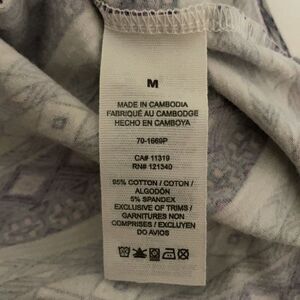 M
MADE IN CAMBODIA
FABRIQUÉ AU CAMBODGE
HECHO EN CAMBOYA
70-1669P
CA# 11319
RN# 121340
95% COTTON / COTON /
ALGODÓN
5% SPANDEX
EXCLUSIVE OF TRIMS /
GARNITURES NON
COMPRISES / EXCLUYEN
DO AVIOS